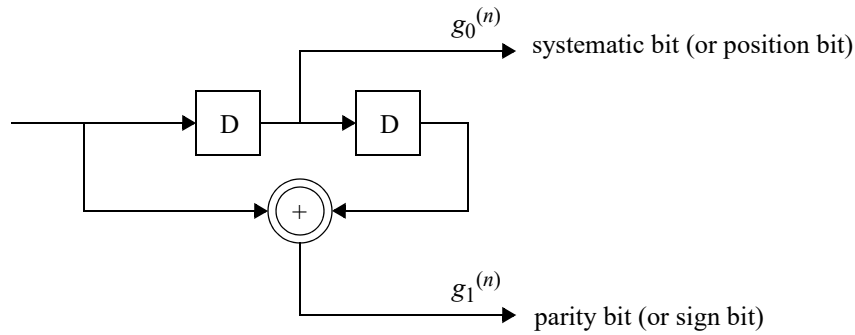 g₀⁽ⁿ⁾
systematic bit (or position bit)
D
D
+
g₁⁽ⁿ⁾
parity bit (or sign bit)